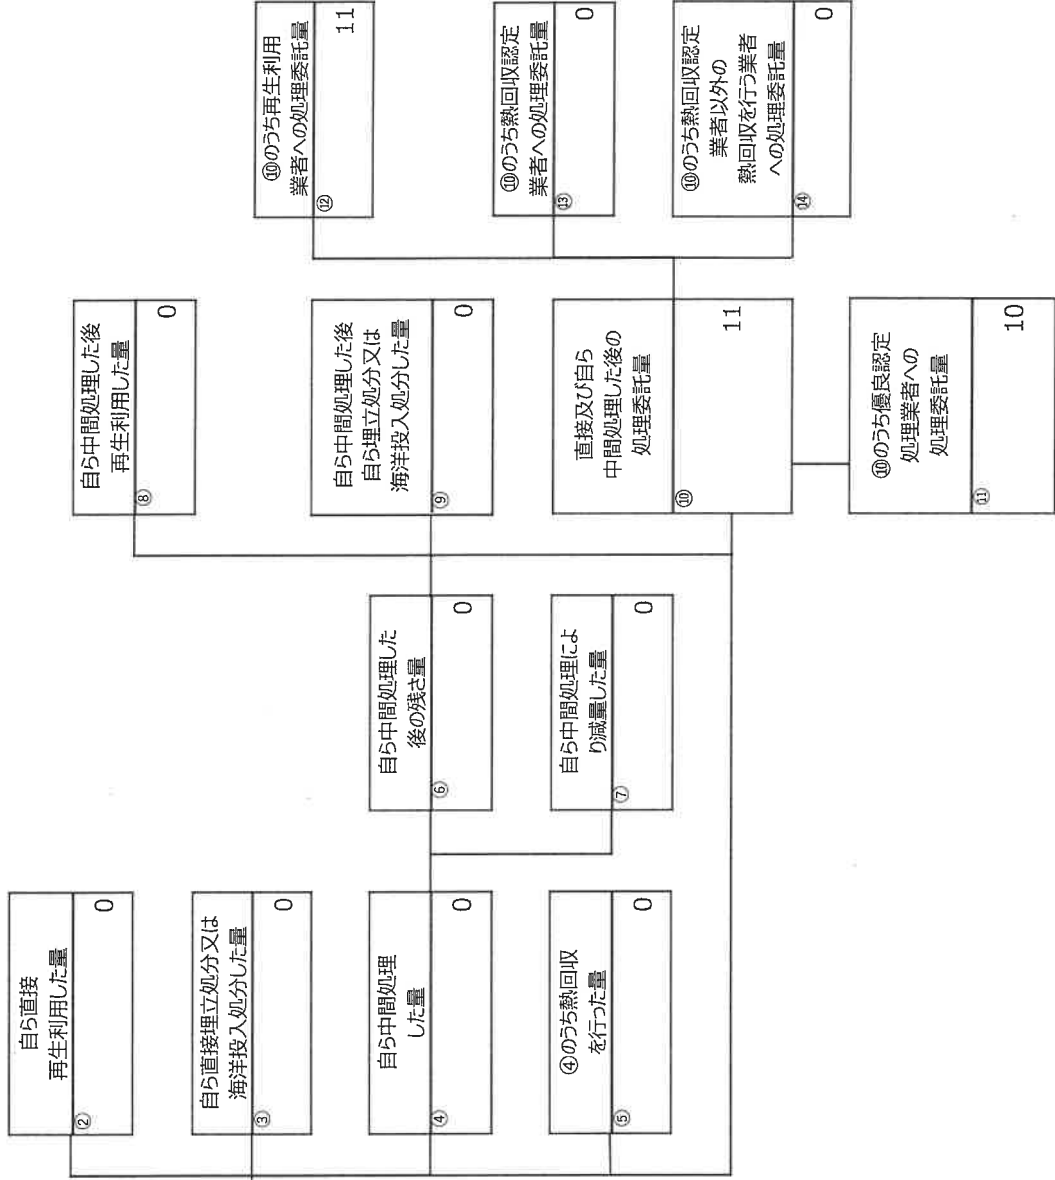 自ら直接
再生利用した量
②
0
自ら直接埋立処分又は
海洋投入処分した量
③
0
自ら中間処理
した量
④
0
④のうち熱回収
を行った量
⑤
0
自ら中間処理した
後の残さ量
⑥
0
自ら中間処理によ
り減量した量
⑦
0
自ら中間処理した後
再生利用した量
⑧
0
自ら中間処理した後
自ら埋立処分又は
海洋投入処分した量
⑨
0
直接及び自ら
中間処理した後の
処理委託量
⑩
11
⑩のうち優良認定
処理業者への
処理委託量
⑪
10
⑩のうち再生利用
業者への処理委託量
⑫
11
⑩のうち熱回収認定
業者への処理委託量
⑬
0
⑩のうち熱回収認定
業者以外の
熱回収を行う業者
への処理委託量
⑭
0